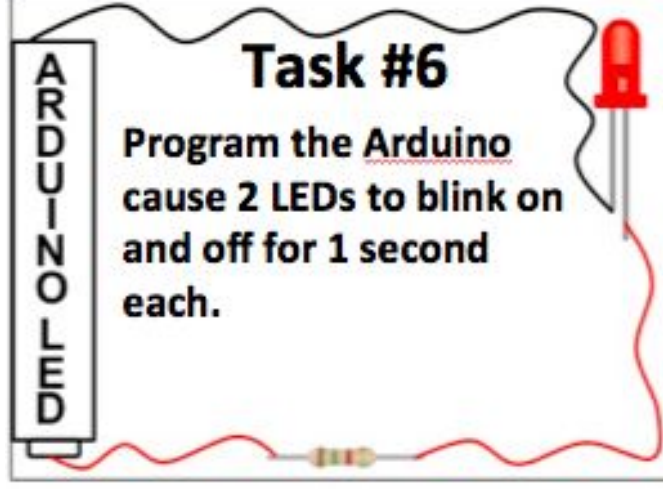 ARDUINO LED
Task #6
Program the Arduino
cause 2 LEDs to blink on
and off for 1 second
each.